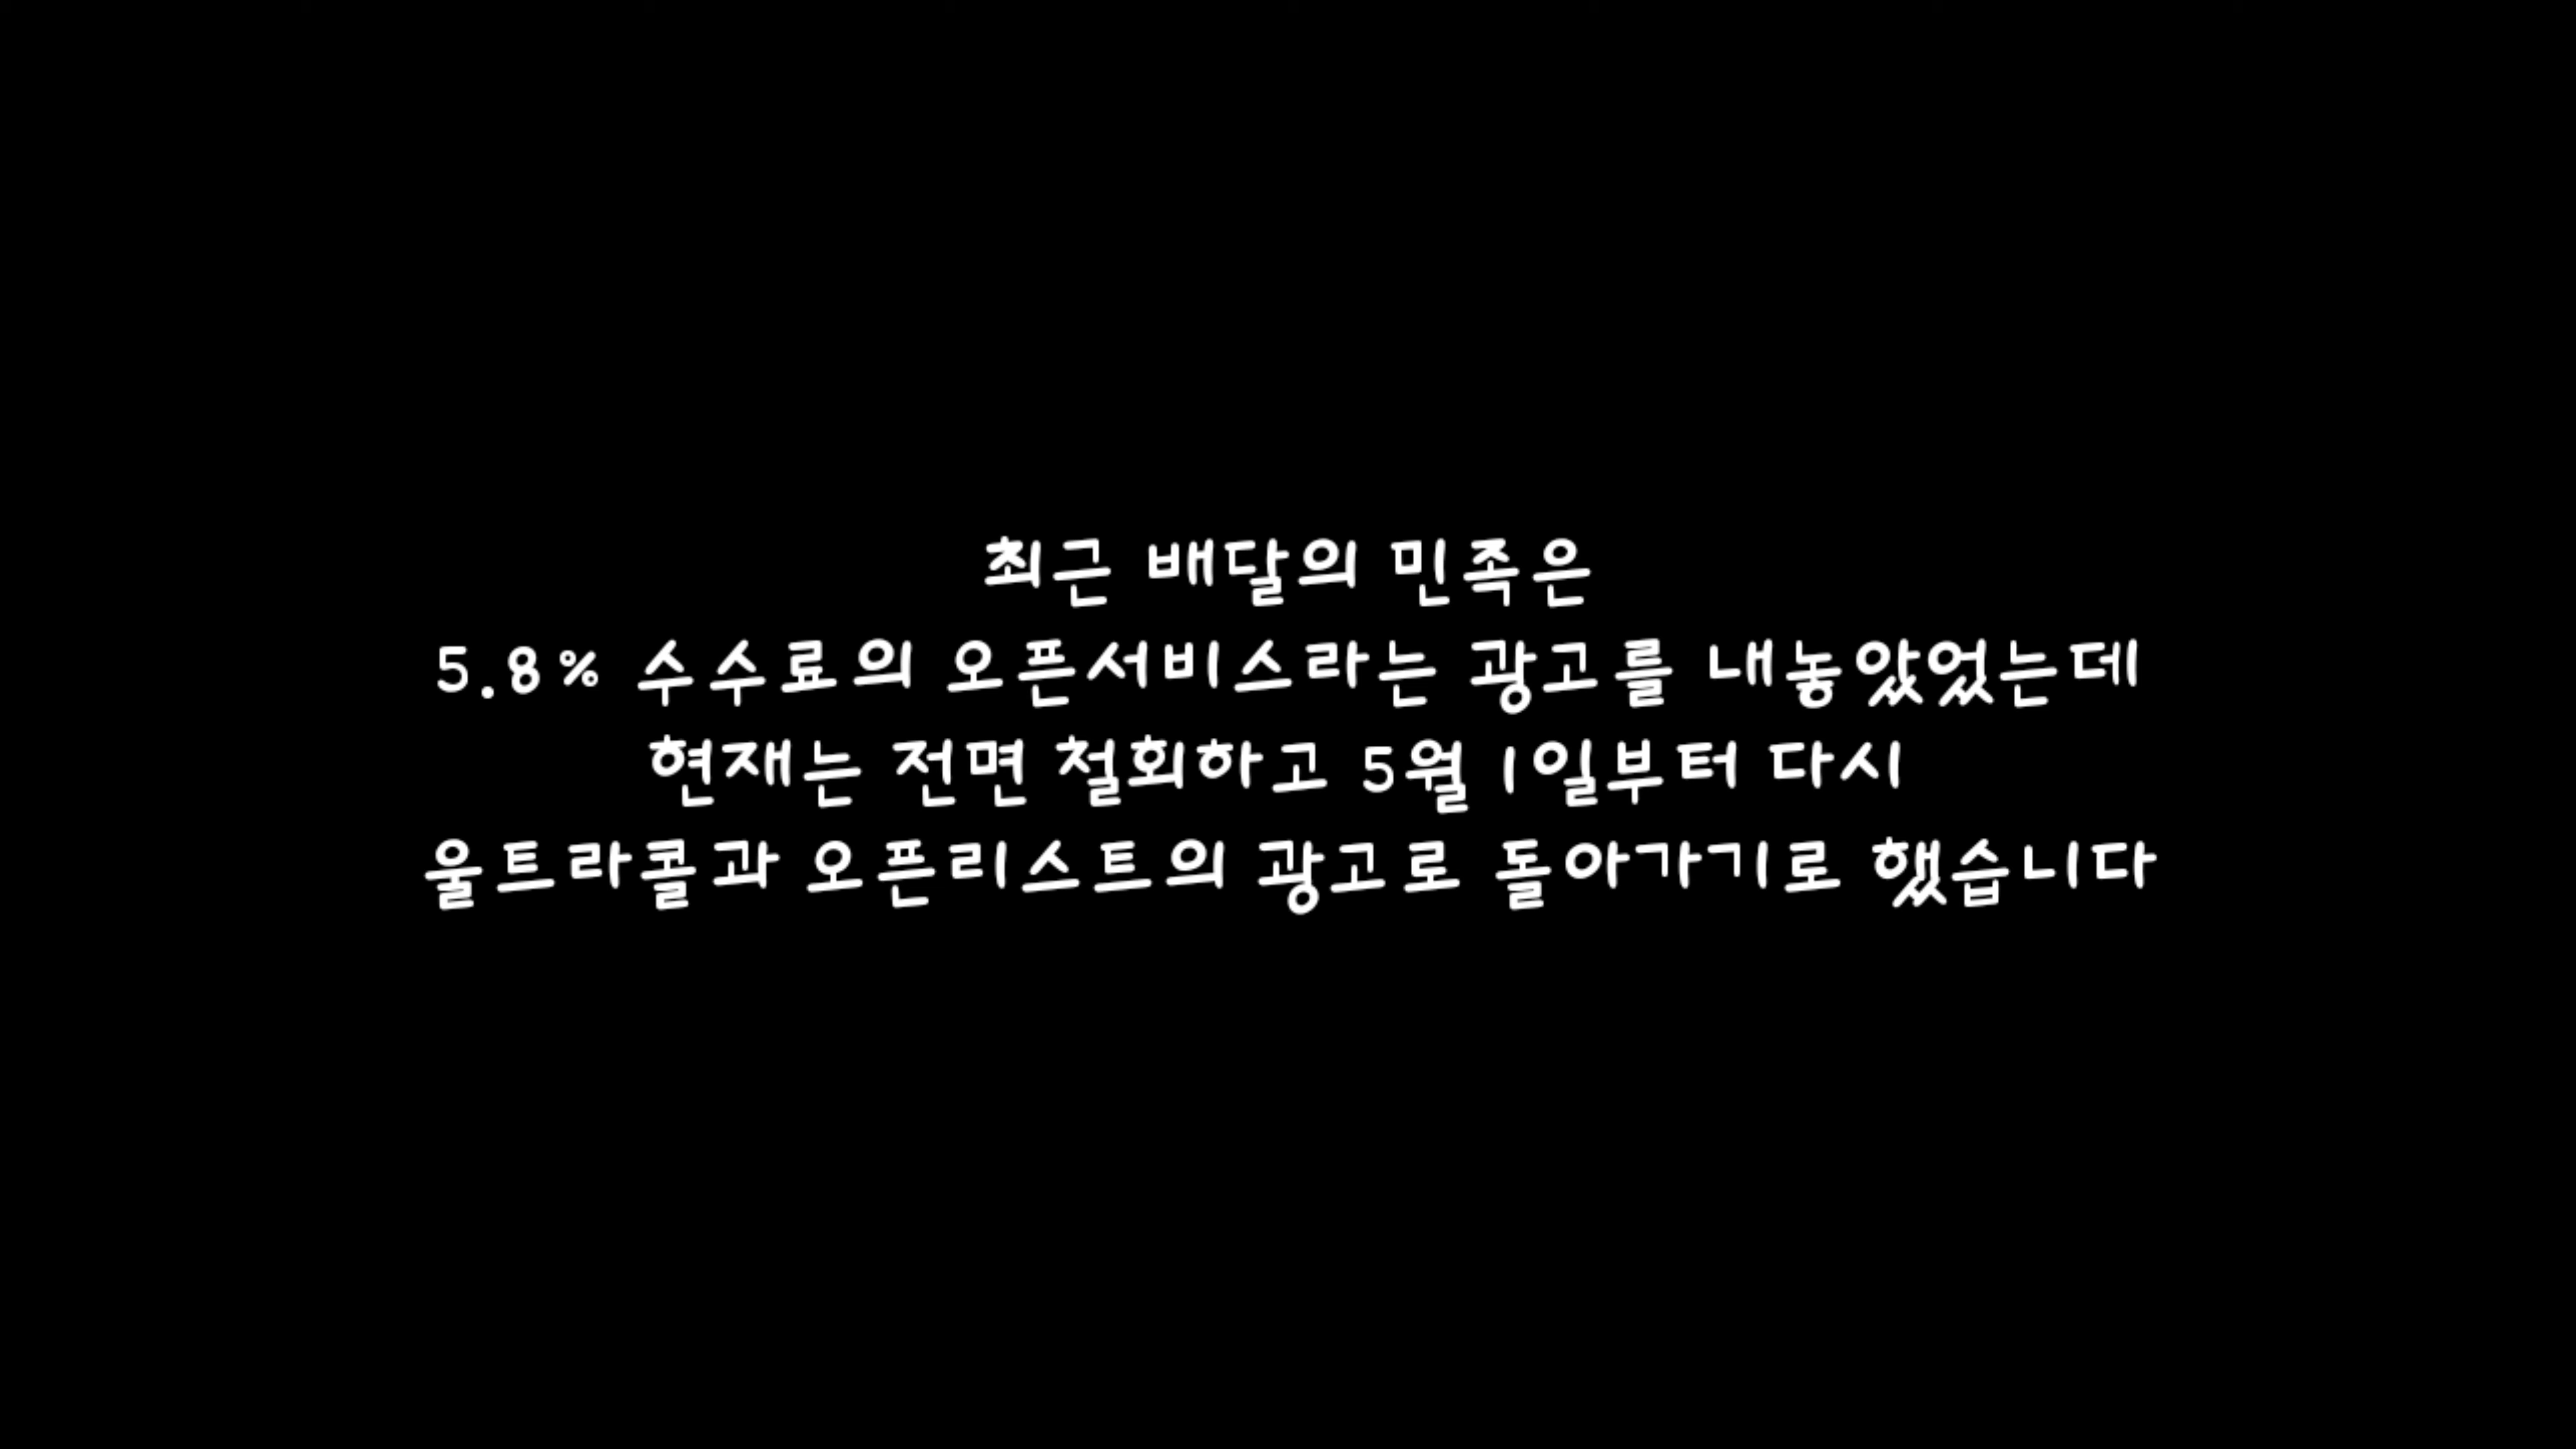 최근 배달의 민족은
5.8% 수수료의 오픈서비스라는 광고를 내놓았었는데
현재는 전면 철회하고 5월 1일부터 다시
울트라콜과 오픈리스트의 광고로 돌아가기로 했습니다